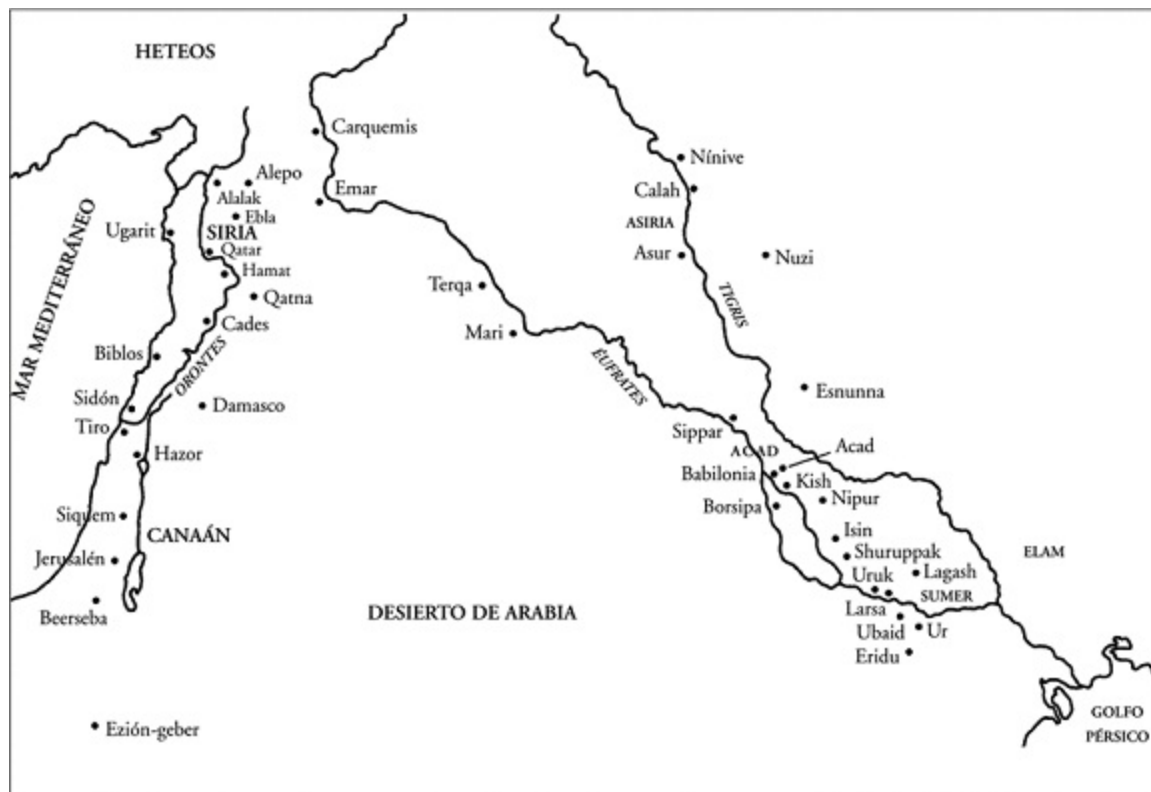 HETEOS
Carquemis
Nínive
Alepo
Calah
Alalak
Emar
Ebla
ASIRIA
Ugarit
SIRIA
MAR MEDITERRÁNEO
Qatar
Asur
Nuzi
Hamat
Terqa
Qatna
TIGRIS
Cades
Mari
Biblos
ORONTES
ÉUFRATES
Esnunna
Sidón
Damasco
Tiro
Sippar
Acad
ACAD
Hazor
Babilonia
Kish
Nipur
Borsipa
Siquem
CANAÁN
Isin
Shuruppak
ELAM
Jerusalén
Uruk
Lagash
SUMER
Beerseba
DESIERTO DE ARABIA
Larsa
Ubaid
Ur
Eridu
GOLFO
PÉRSICO
Ezión-geber